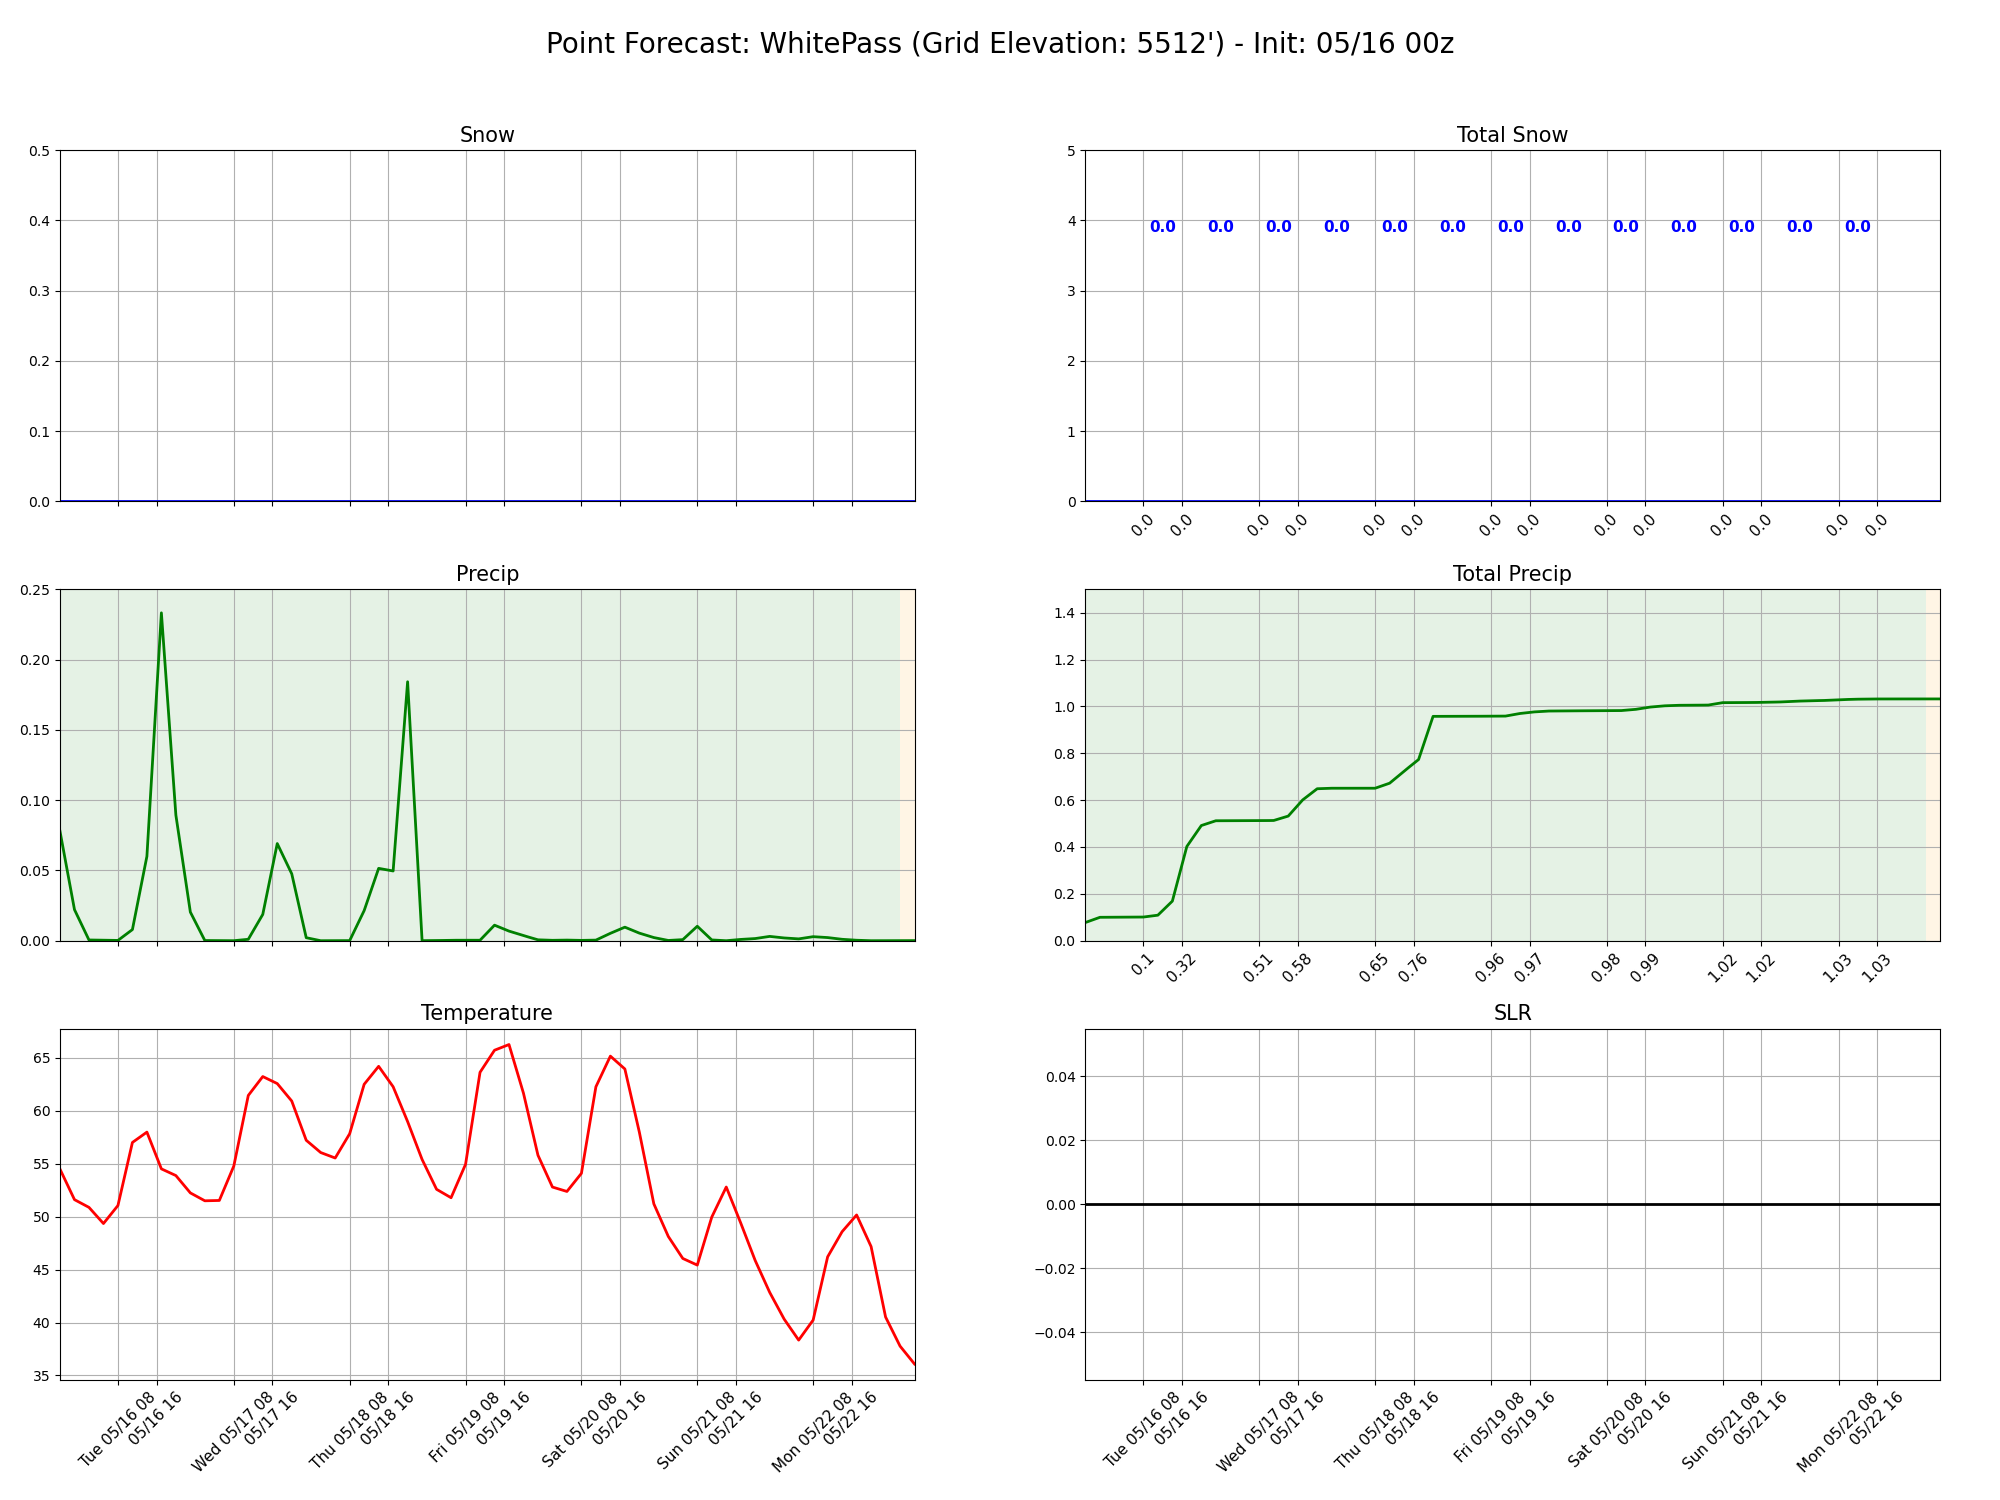 Point Forecast: WhitePass (Grid Elevation: 5512') - Init: 05/16 00z
Snow
0.5
0.4
0.3
0.2
0.1
0.0
Total Snow
5
4
3
2
1
0
0.0 0.0 0.0 0.0 0.0 0.0 0.0 0.0 0.0 0.0 0.0 0.0 0.0
0.0 0.0 0.0 0.0 0.0 0.0 0.0 0.0 0.0 0.0 0.0 0.0 0.0 0.0
Precip
0.25
0.20
0.15
0.10
0.05
0.00
Total Precip
1.4
1.2
1.0
0.8
0.6
0.4
0.2
0.0
0.1 0.32 0.51 0.58 0.65 0.76 0.96 0.97 0.98 0.99 1.02 1.02 1.03 1.03
Temperature
65
60
55
50
45
40
35
Tue 05/16 08
05/16 16
Wed 05/17 08
05/17 16
Thu 05/18 08
05/18 16
Fri 05/19 08
05/19 16
Sat 05/20 08
05/20 16
Sun 05/21 08
05/21 16
Mon 05/22 08
05/22 16
SLR
0.04
0.02
0.00
−0.02
−0.04
Tue 05/16 08
05/16 16
Wed 05/17 08
05/17 16
Thu 05/18 08
05/18 16
Fri 05/19 08
05/19 16
Sat 05/20 08
05/20 16
Sun 05/21 08
05/21 16
Mon 05/22 08
05/22 16